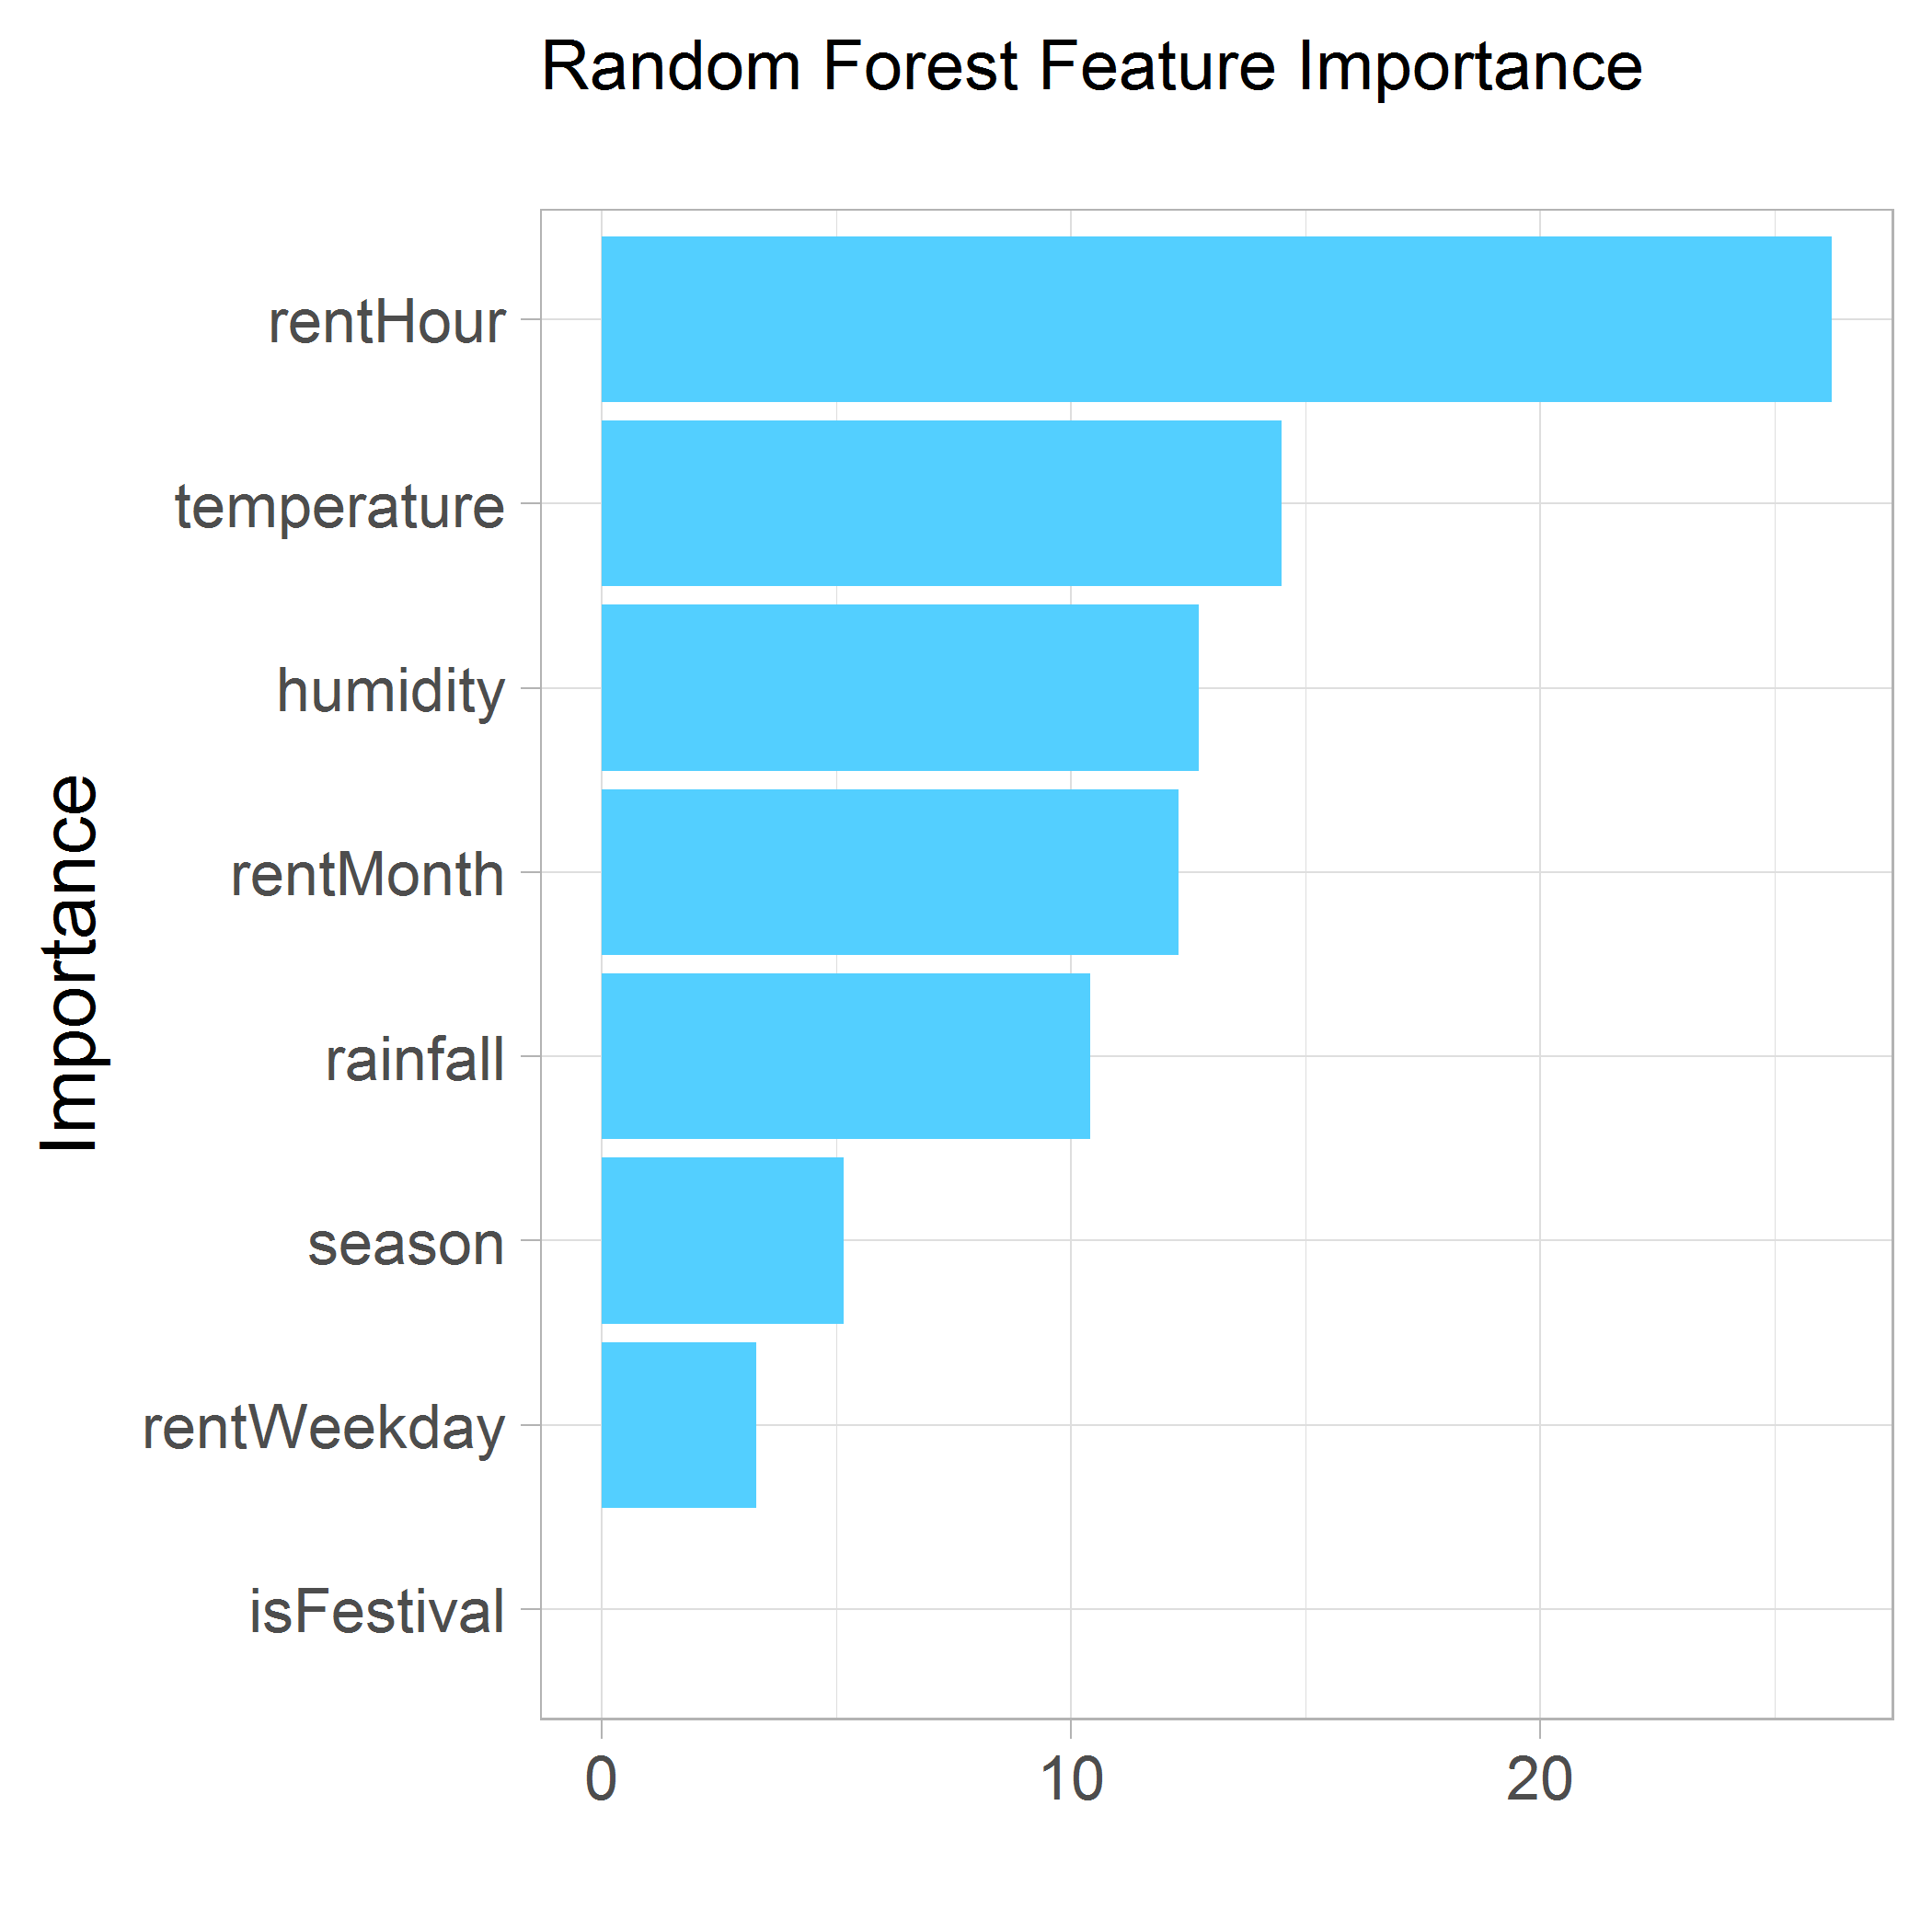 Random Forest Feature Importance
Importance
rentHour
temperature
humidity
rentMonth
rainfall
season
rentWeekday
isFestival
0 10 20